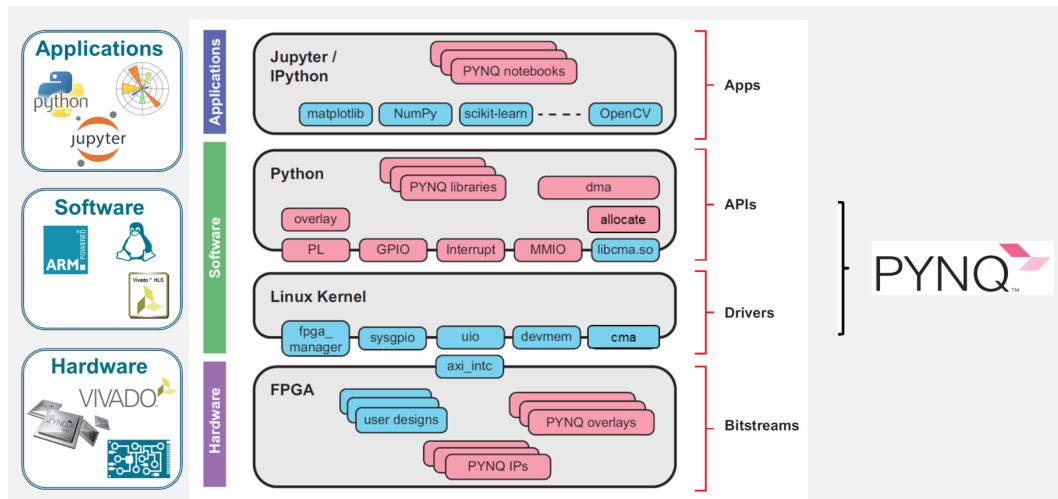 Applications
python
jupyter
Software
ARM
POWERED
Vivado™ HLS
Hardware
VIVADO
PYNQ
Applications
Software
Hardware
Jupyter /
IPython
PYNQ notebooks
matplotlib
NumPy
scikit-learn
OpenCV
Python
PYNQ libraries
dma
overlay
allocate
PL
GPIO
Interrupt
MMIO
libcma.so
Linux Kernel
fpga_
manager
sysgpio
uio
devmem
cma
axi_intc
FPGA
user designs
PYNQ overlays
PYNQ IPs
Apps
APIs
Drivers
Bitstreams
PYNQ™